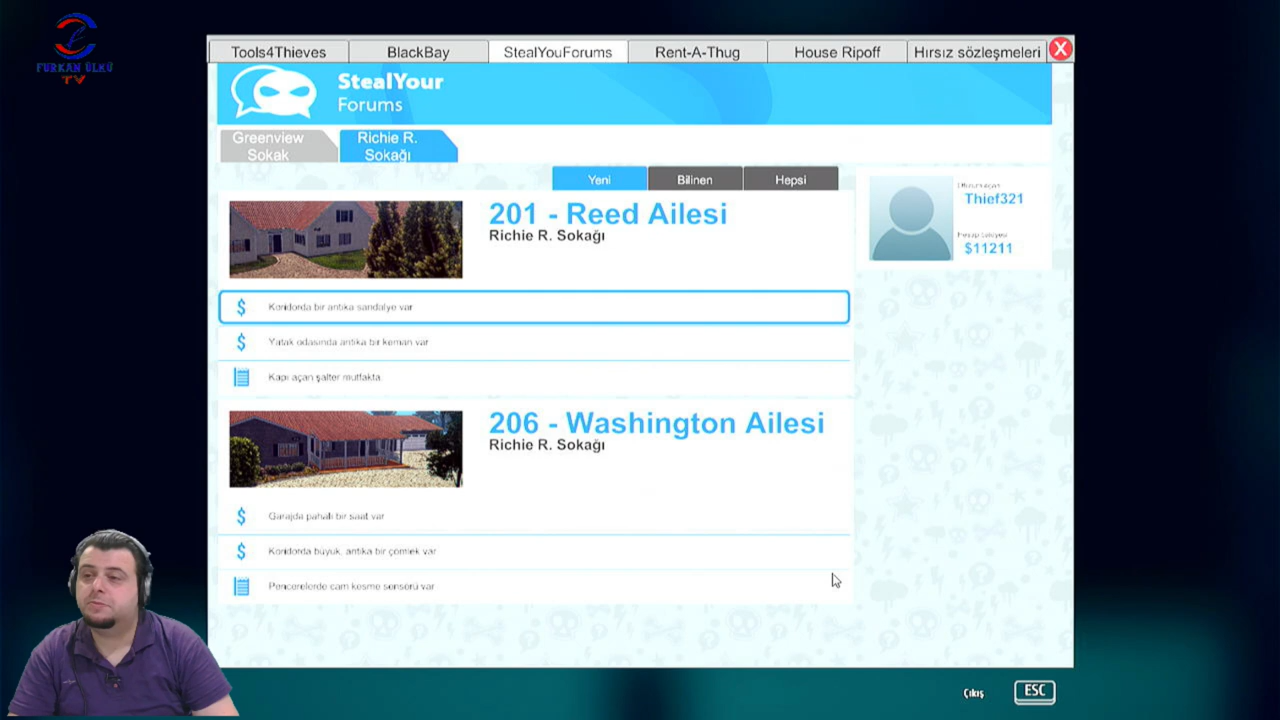 FURKAN ÜLKÜ
TV
Tools4Thieves
BlackBay
StealYouForums
Rent-A-Thug
House Ripoff
Hırsız sözleşmeleri
X
StealYour
Forums
Greenview
Sokak
Richie R.
Sokağı
Yeni
Bilinen
Hepsi
201 - Reed Ailesi
Richie R. Sokağı
Thief321
$11211
$ Koridorda bir antika sandalye var
$ Yatak odasında antika bir keman var
Kapı açan şalter mutfakta
206 - Washington Ailesi
Richie R. Sokağı
$ Garajda pahalı bir saat var
$ Koridorda büyük, antika bir çömlek var
Pencerelerde cam kesme sensörü var
Çıkış
ESC